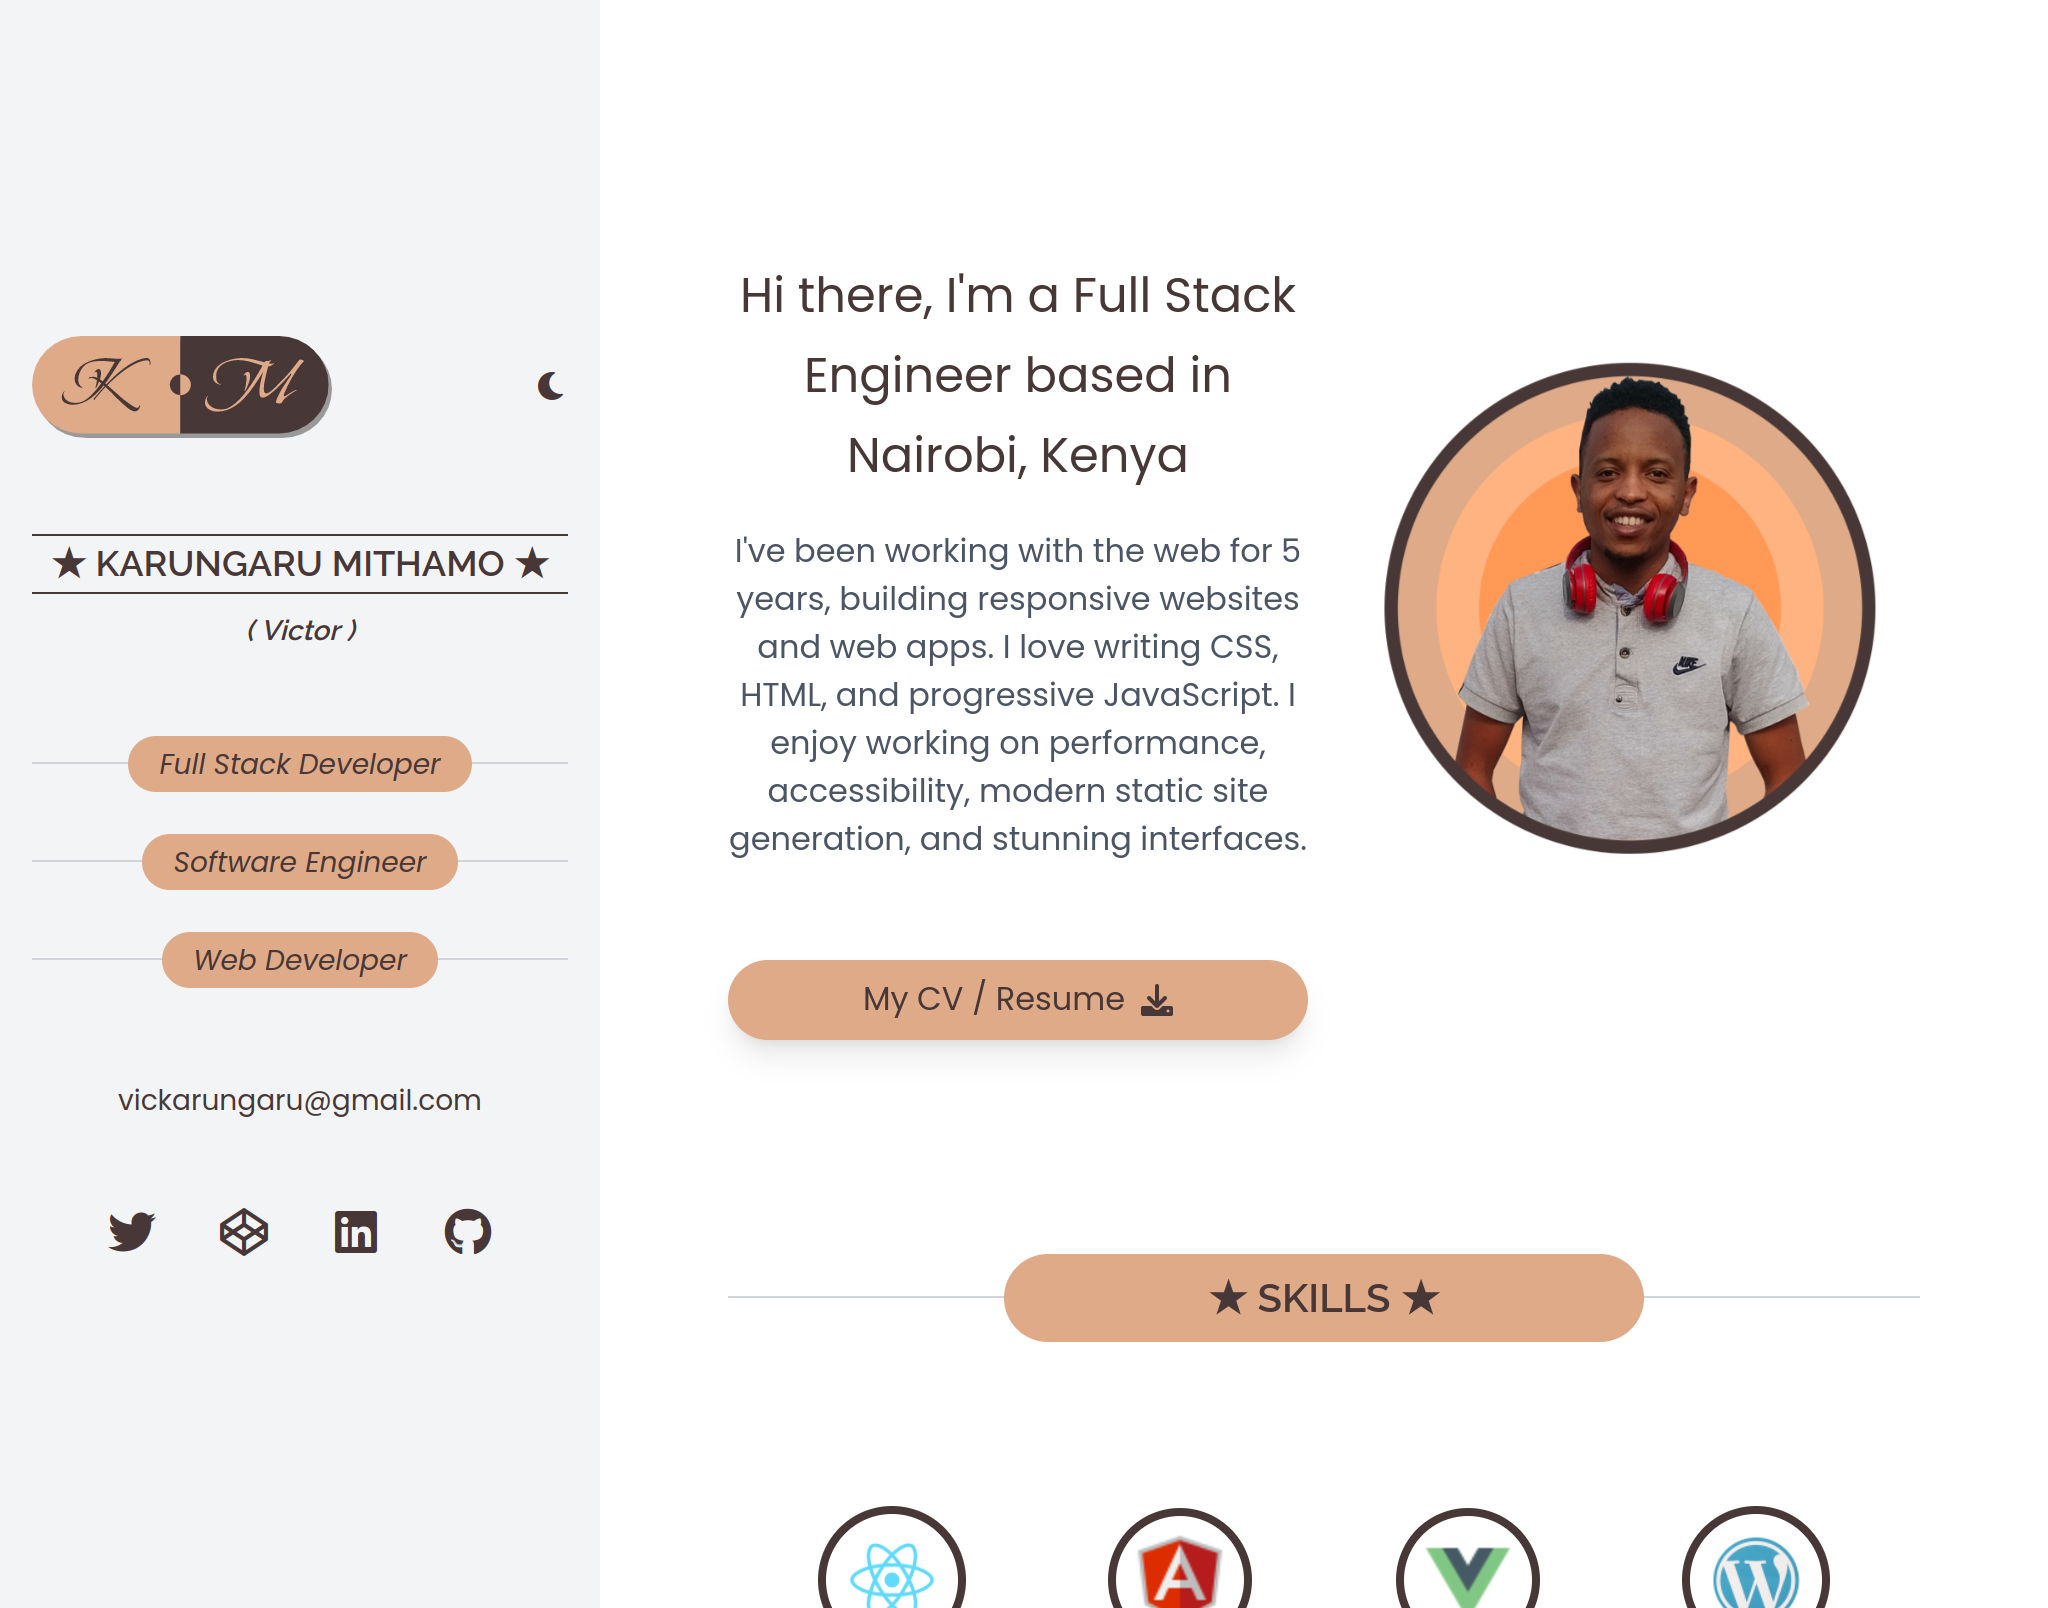 K M
★ KARUNGARU MITHAMO ★
( Victor )
Full Stack Developer
Software Engineer
Web Developer
vickarungaru@gmail.com
in
Hi there, I'm a Full Stack
Engineer based in
Nairobi, Kenya
I've been working with the web for 5
years, building responsive websites
and web apps. I love writing CSS,
HTML, and progressive JavaScript. I
enjoy working on performance,
accessibility, modern static site
generation, and stunning interfaces.
My CV / Resume
NIKE
★ SKILLS ★
A
W